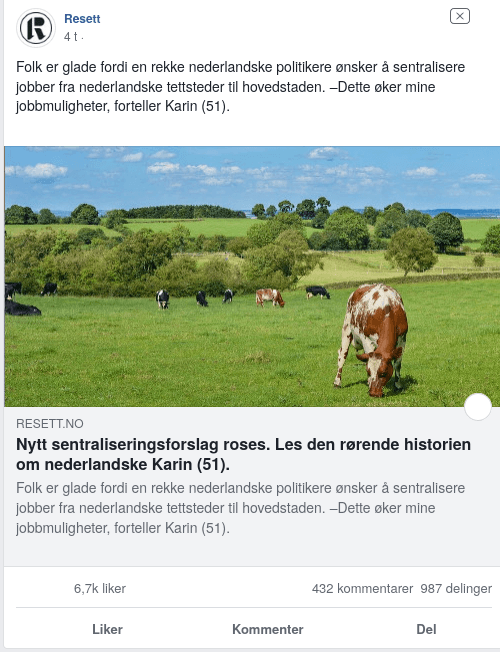 Resett
4 t ·
Folk er glade fordi en rekke nederlandske politikere ønsker å sentralisere
jobber fra nederlandske tettsteder til hovedstaden. –Dette øker mine
jobbmuligheter, forteller Karin (51).
RESETT.NO
Nytt sentraliseringsforslag roses. Les den rørende historien
om nederlandske Karin (51).
Folk er glade fordi en rekke nederlandske politikere ønsker å sentralisere
jobber fra nederlandske tettsteder til hovedstaden. –Dette øker mine
jobbmuligheter, forteller Karin (51).
6,7k liker 432 kommentarer 987 delinger
Liker Kommenter Del